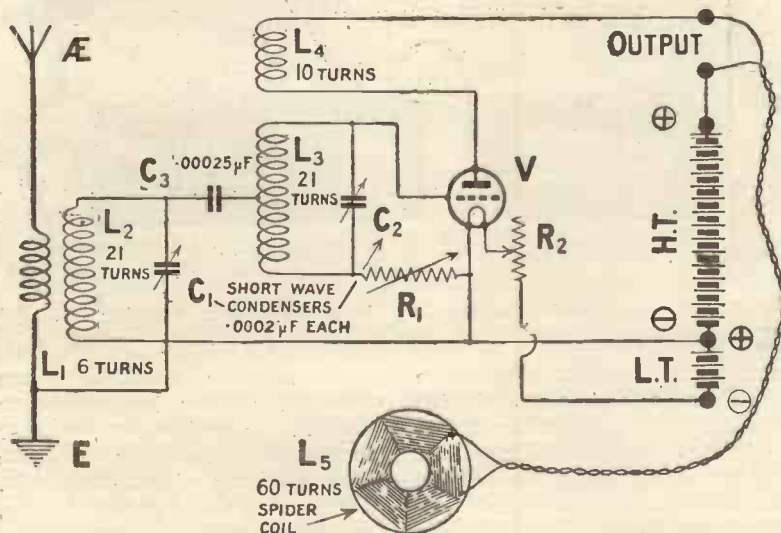 Æ
L4
10 TURNS
OUTPUT
⊕
C3
·00025µF
L3
21
TURNS
V
C2
L2
21
TURNS
R2
H.T.
C1
SHORT WAVE
CONDENSERS
·0002µF EACH
R1
⊖
⊕
L1 6 TURNS
L.T.
⊖
E
L5
60 TURNS
SPIDER
COIL